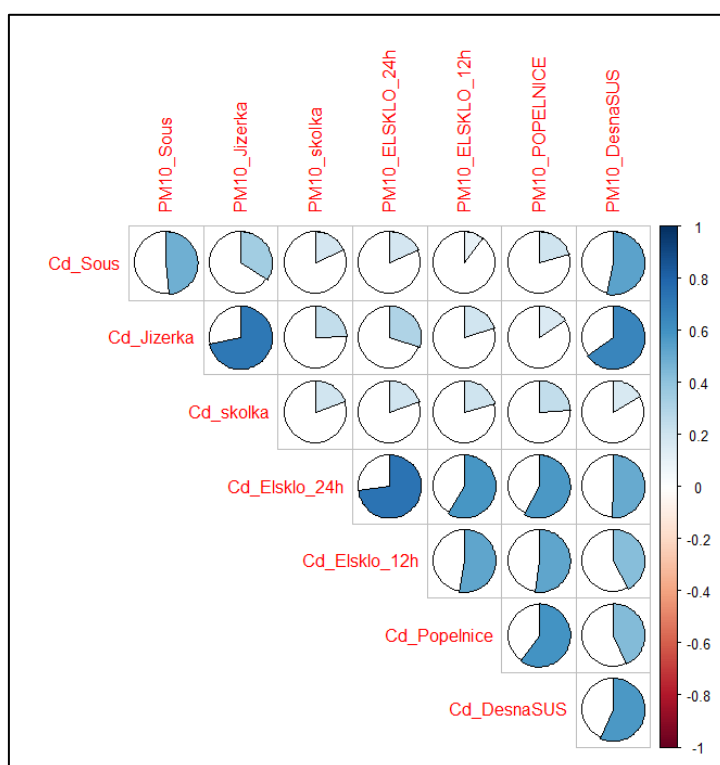 PM10_Sous
PM10_Jizerka
PM10_skolka
PM10_ELSKLO_24h
PM10_ELSKLO_12h
PM10_POPELNICE
PM10_DesnaSUS
Cd_Sous
Cd_Jizerka
Cd_skolka
Cd_Elsklo_24h
Cd_Elsklo_12h
Cd_Popelnice
Cd_DesnaSUS
1
0.8
0.6
0.4
0.2
0
-0.2
-0.4
-0.6
-0.8
-1